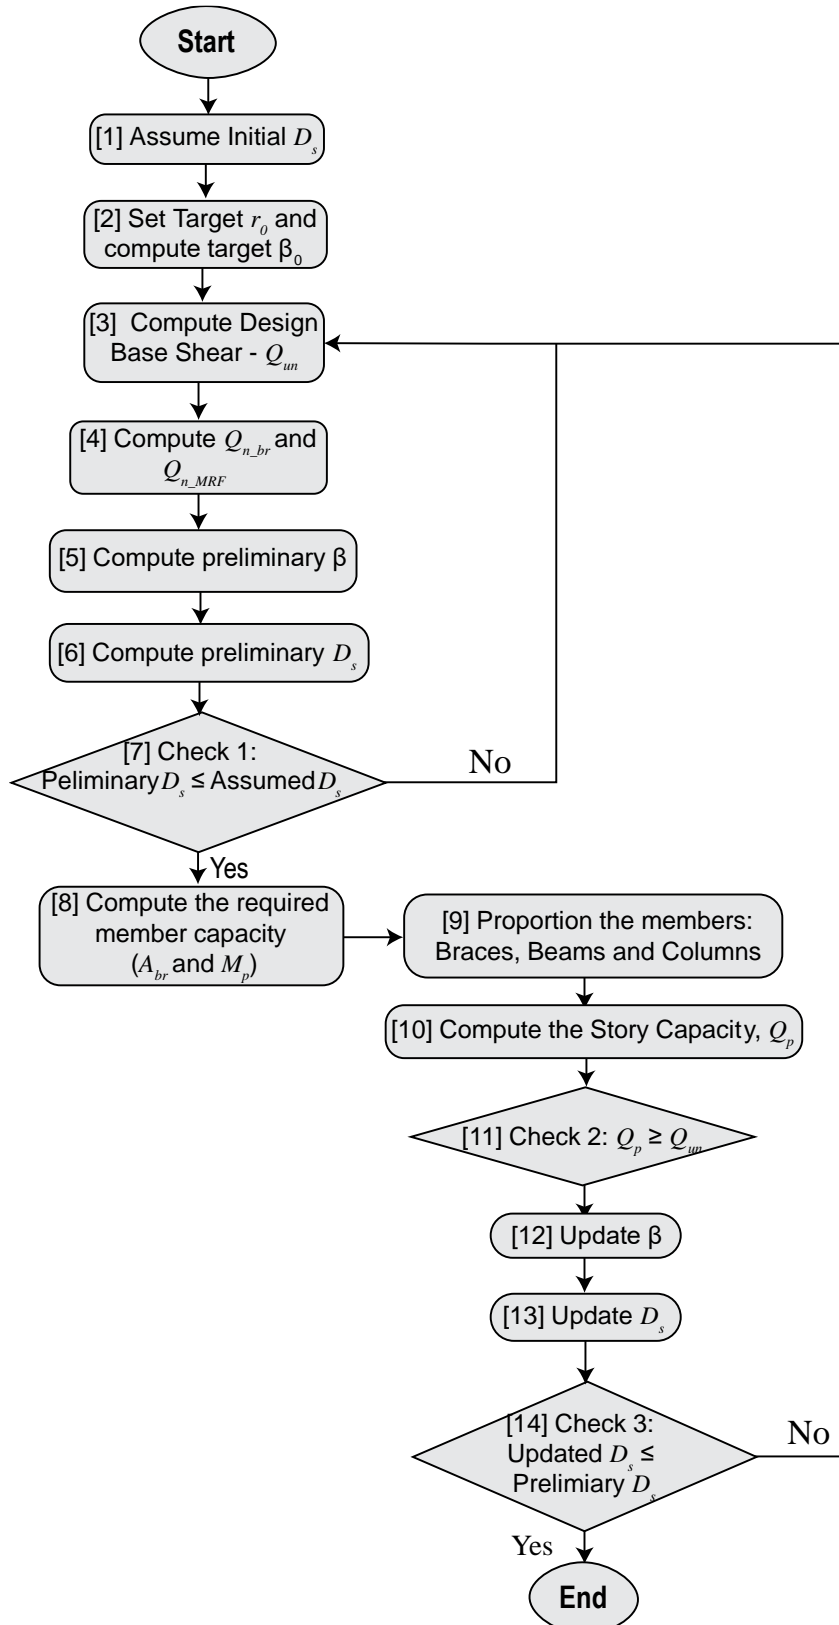 Start
[1] Assume Initial D_s
[2] Set Target r_0 and
compute target β_0
[3] Compute Design
Base Shear - Q_un
[4] Compute Q_n_br and
Q_n_MRF
[5] Compute preliminary β
[6] Compute preliminary D_s
[7] Check 1:
Peliminary D_s ≤ Assumed D_s
No
Yes
[8] Compute the required
member capacity
(A_br and M_p)
[9] Proportion the members:
Braces, Beams and Columns
[10] Compute the Story Capacity, Q_p
[11] Check 2: Q_p ≥ Q_un
[12] Update β
[13] Update D_s
[14] Check 3:
Updated D_s ≤
Prelimiary D_s
No
Yes
End